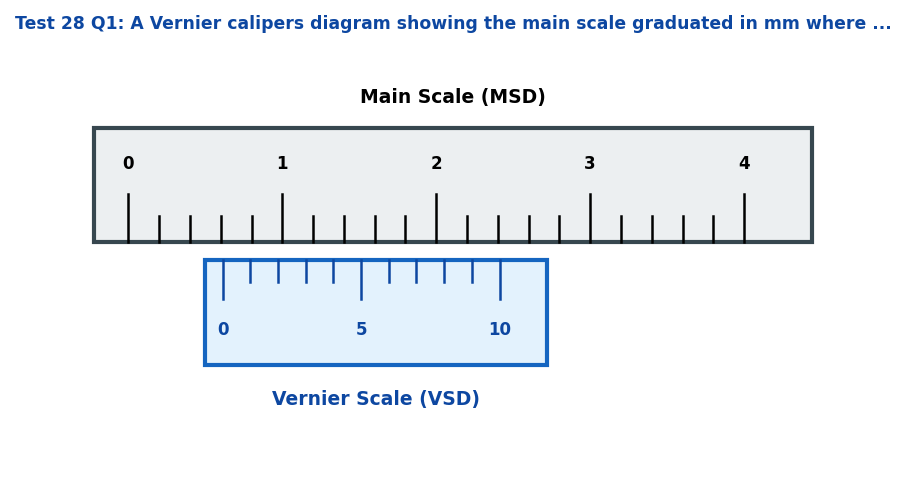 Test 28 Q1: A Vernier calipers diagram showing the main scale graduated in mm where ...
Main Scale (MSD)
0 1 2 3 4
0 5 10
Vernier Scale (VSD)